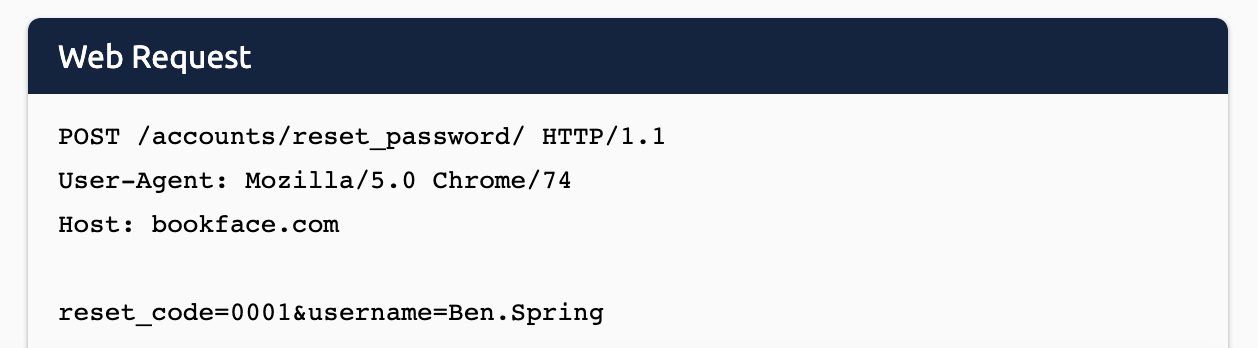 Web Request
POST /accounts/reset_password/ HTTP/1.1
User-Agent: Mozilla/5.0 Chrome/74
Host: bookface.com
reset_code=0001&username=Ben.Spring